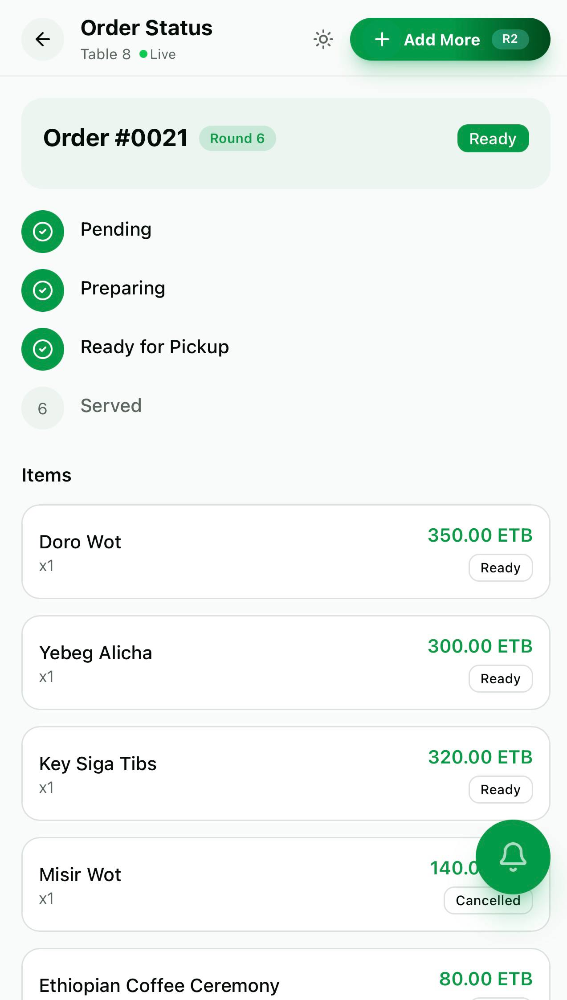 Order Status
Table 8 Live
Add More R2
Order #0021 Round 6
Ready
Pending
Preparing
Ready for Pickup
6 Served
Items
Doro Wot
x1
350.00 ETB
Ready
Yebeg Alicha
x1
300.00 ETB
Ready
Key Siga Tibs
x1
320.00 ETB
Ready
Misir Wot
x1
140.0
Cancelled
Ethiopian Coffee Ceremony
80.00 ETB